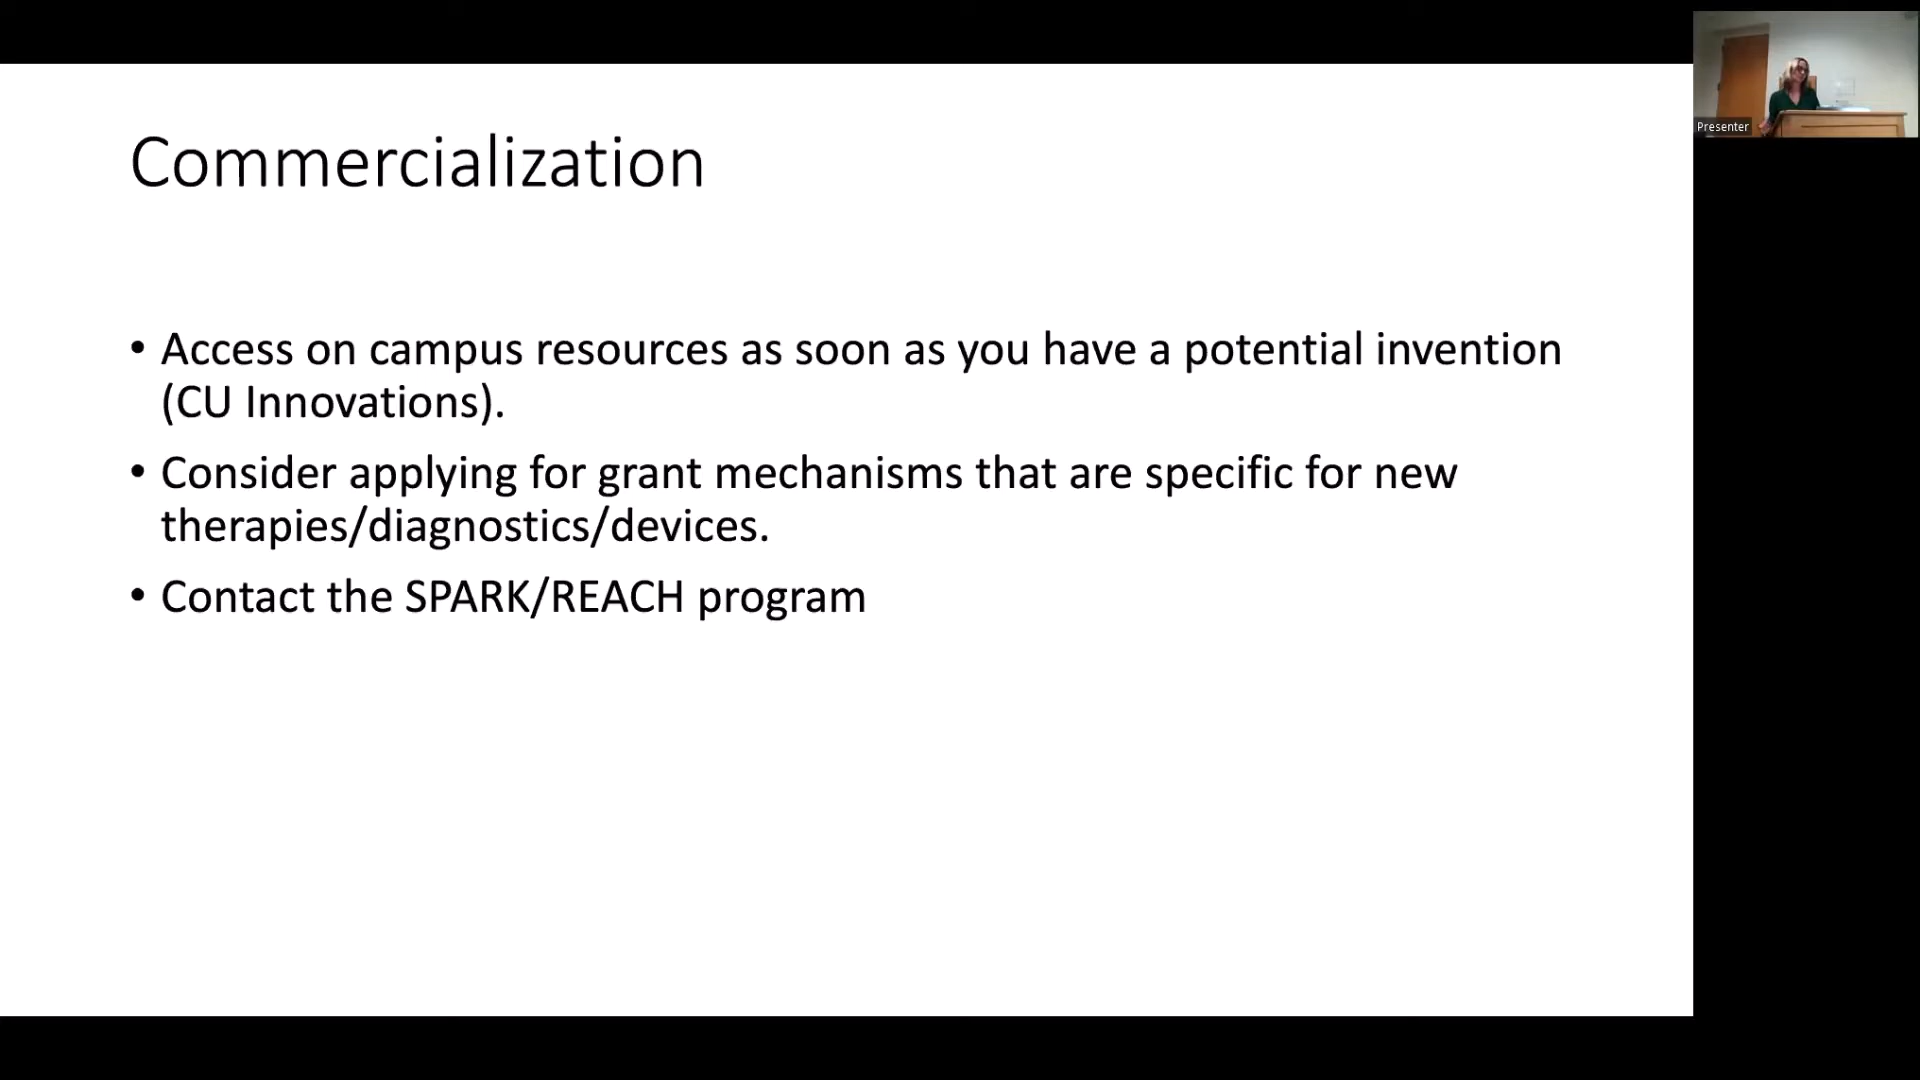 Commercialization
• Access on campus resources as soon as you have a potential invention
(CU Innovations).
• Consider applying for grant mechanisms that are specific for new
therapies/diagnostics/devices.
• Contact the SPARK/REACH program
Presenter